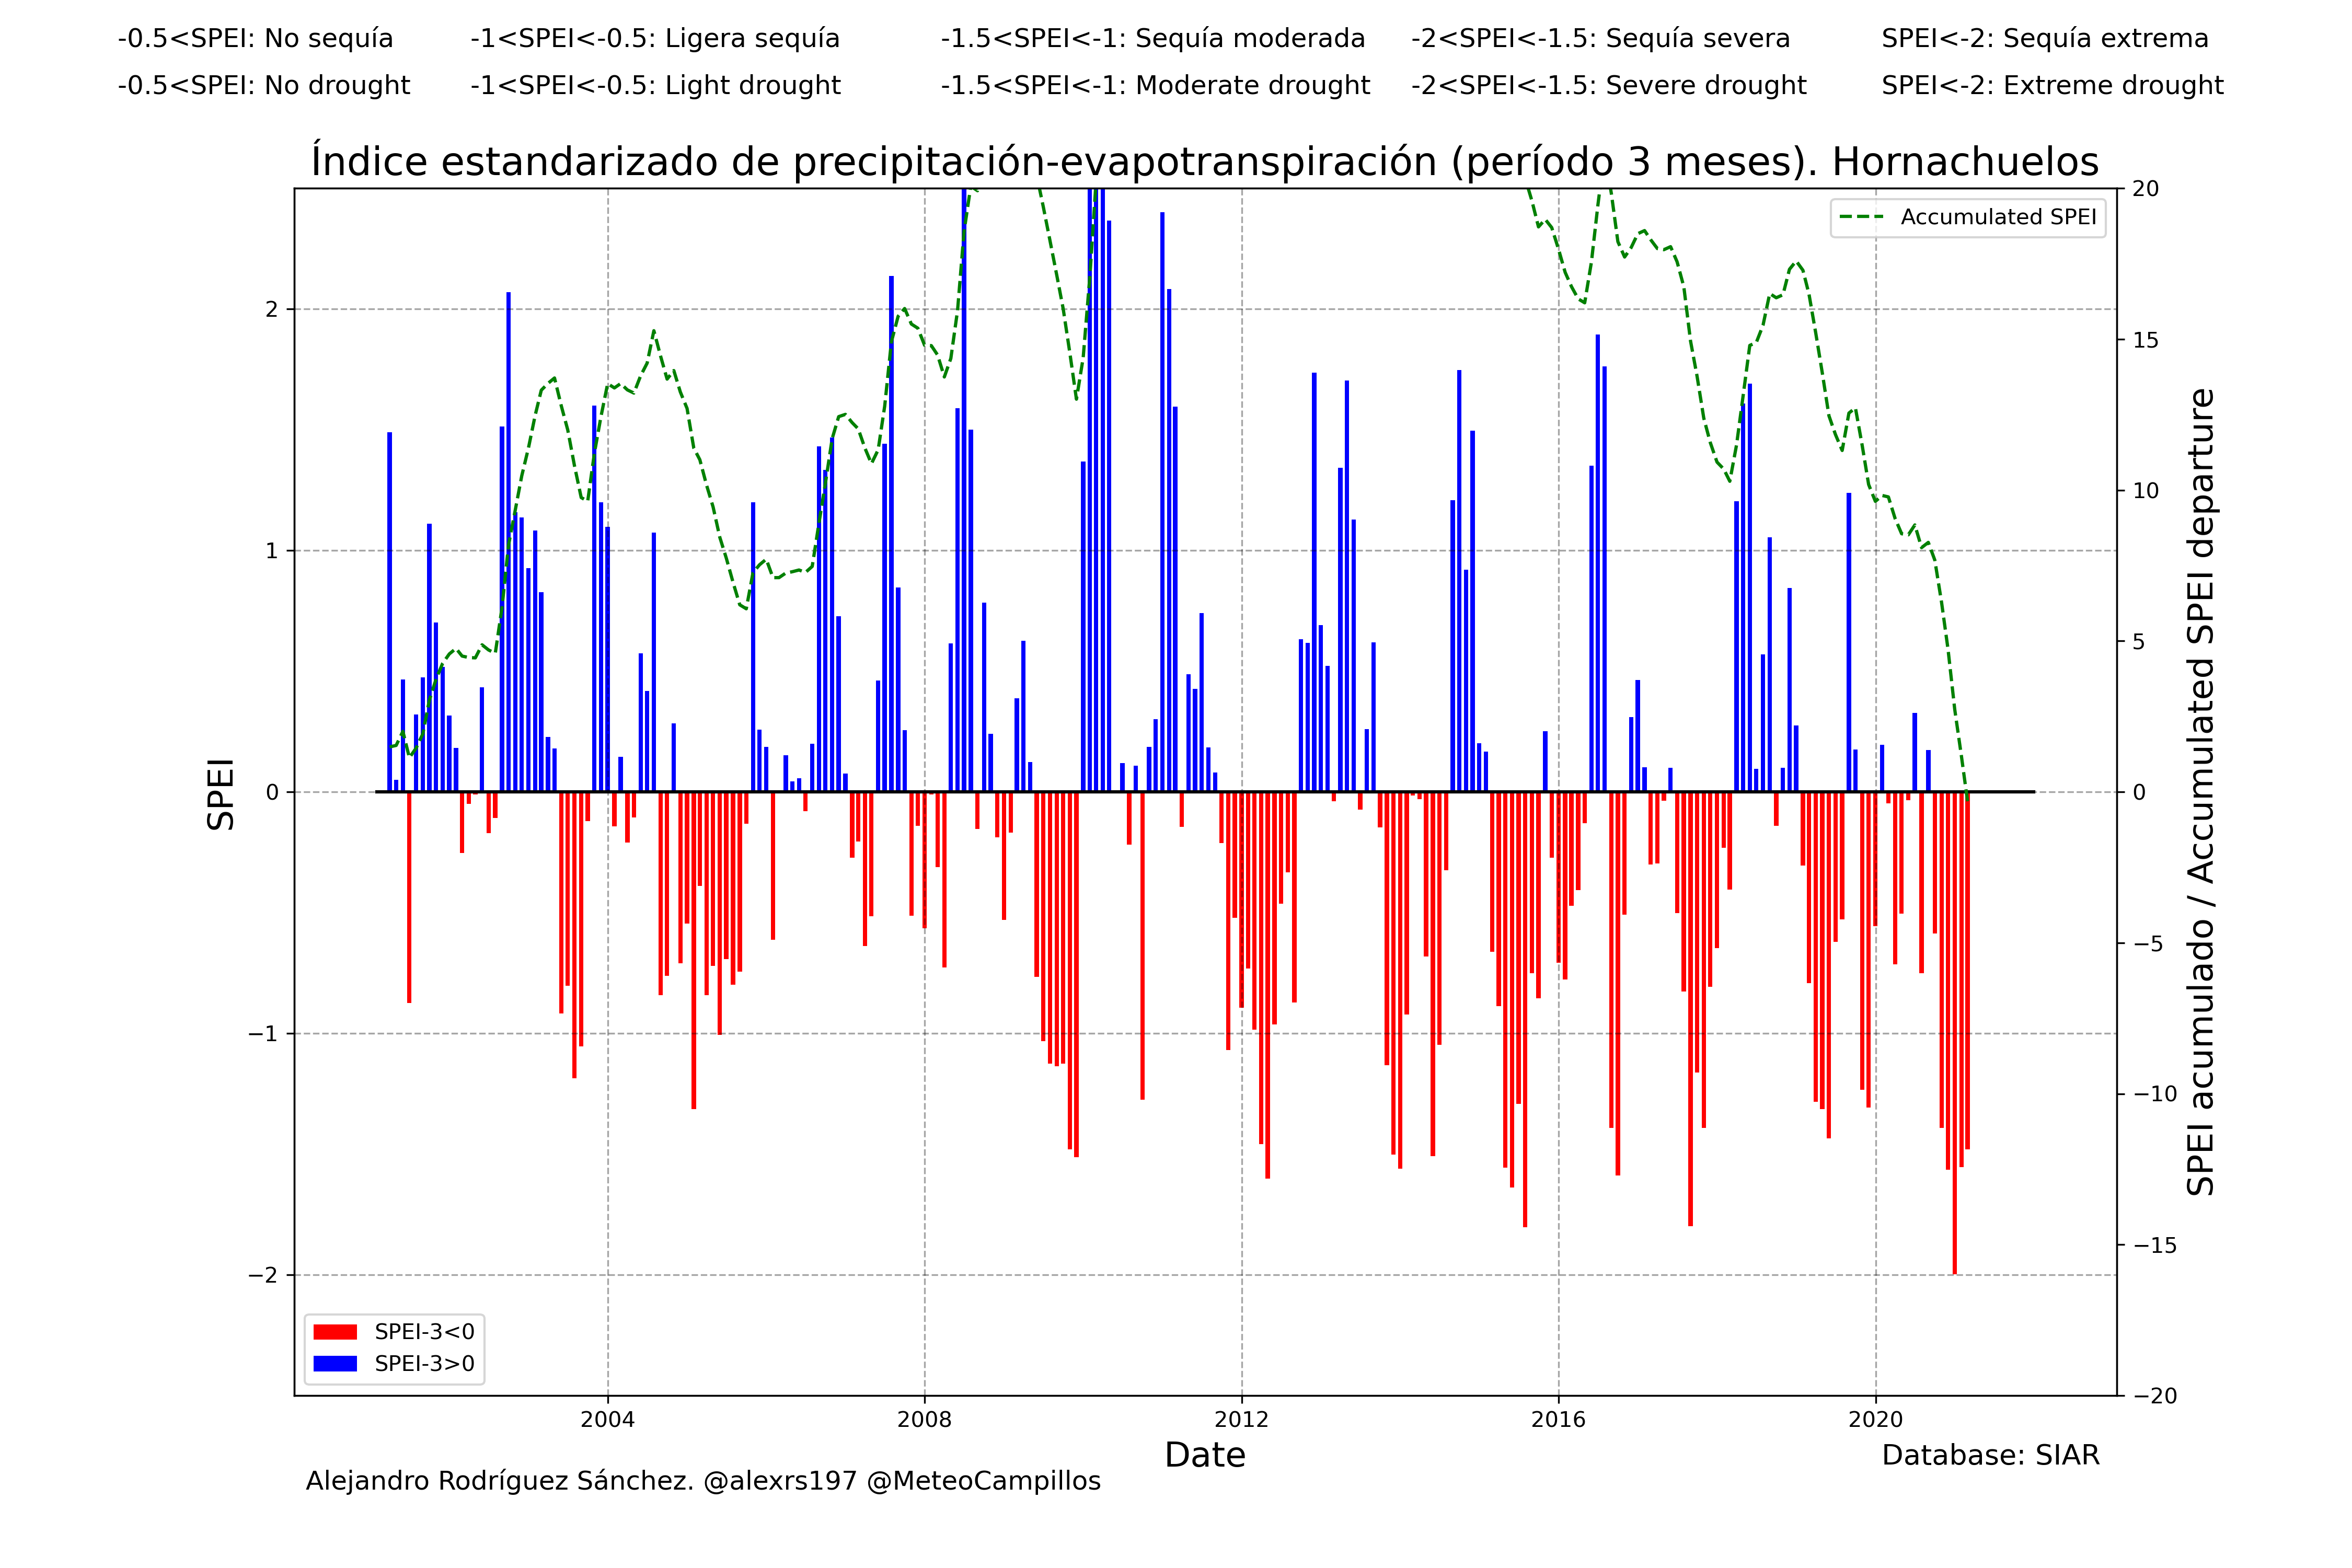 -0.5<SPEI: No sequía -1<SPEI<-0.5: Ligera sequía -1.5<SPEI<-1: Sequía moderada -2<SPEI<-1.5: Sequía severa SPEI<-2: Sequía extrema
-0.5<SPEI: No drought -1<SPEI<-0.5: Light drought -1.5<SPEI<-1: Moderate drought -2<SPEI<-1.5: Severe drought SPEI<-2: Extreme drought
Índice estandarizado de precipitación-evapotranspiración (período 3 meses). Hornachuelos
Accumulated SPEI
SPEI
2
1
0
−1
−2
20
15
10
5
0
−5
−10
−15
−20
SPEI acumulado / Accumulated SPEI departure
SPEI-3<0
SPEI-3>0
2004 2008 2012 2016 2020
Date
Database: SIAR
Alejandro Rodríguez Sánchez. @alexrs197 @MeteoCampillos